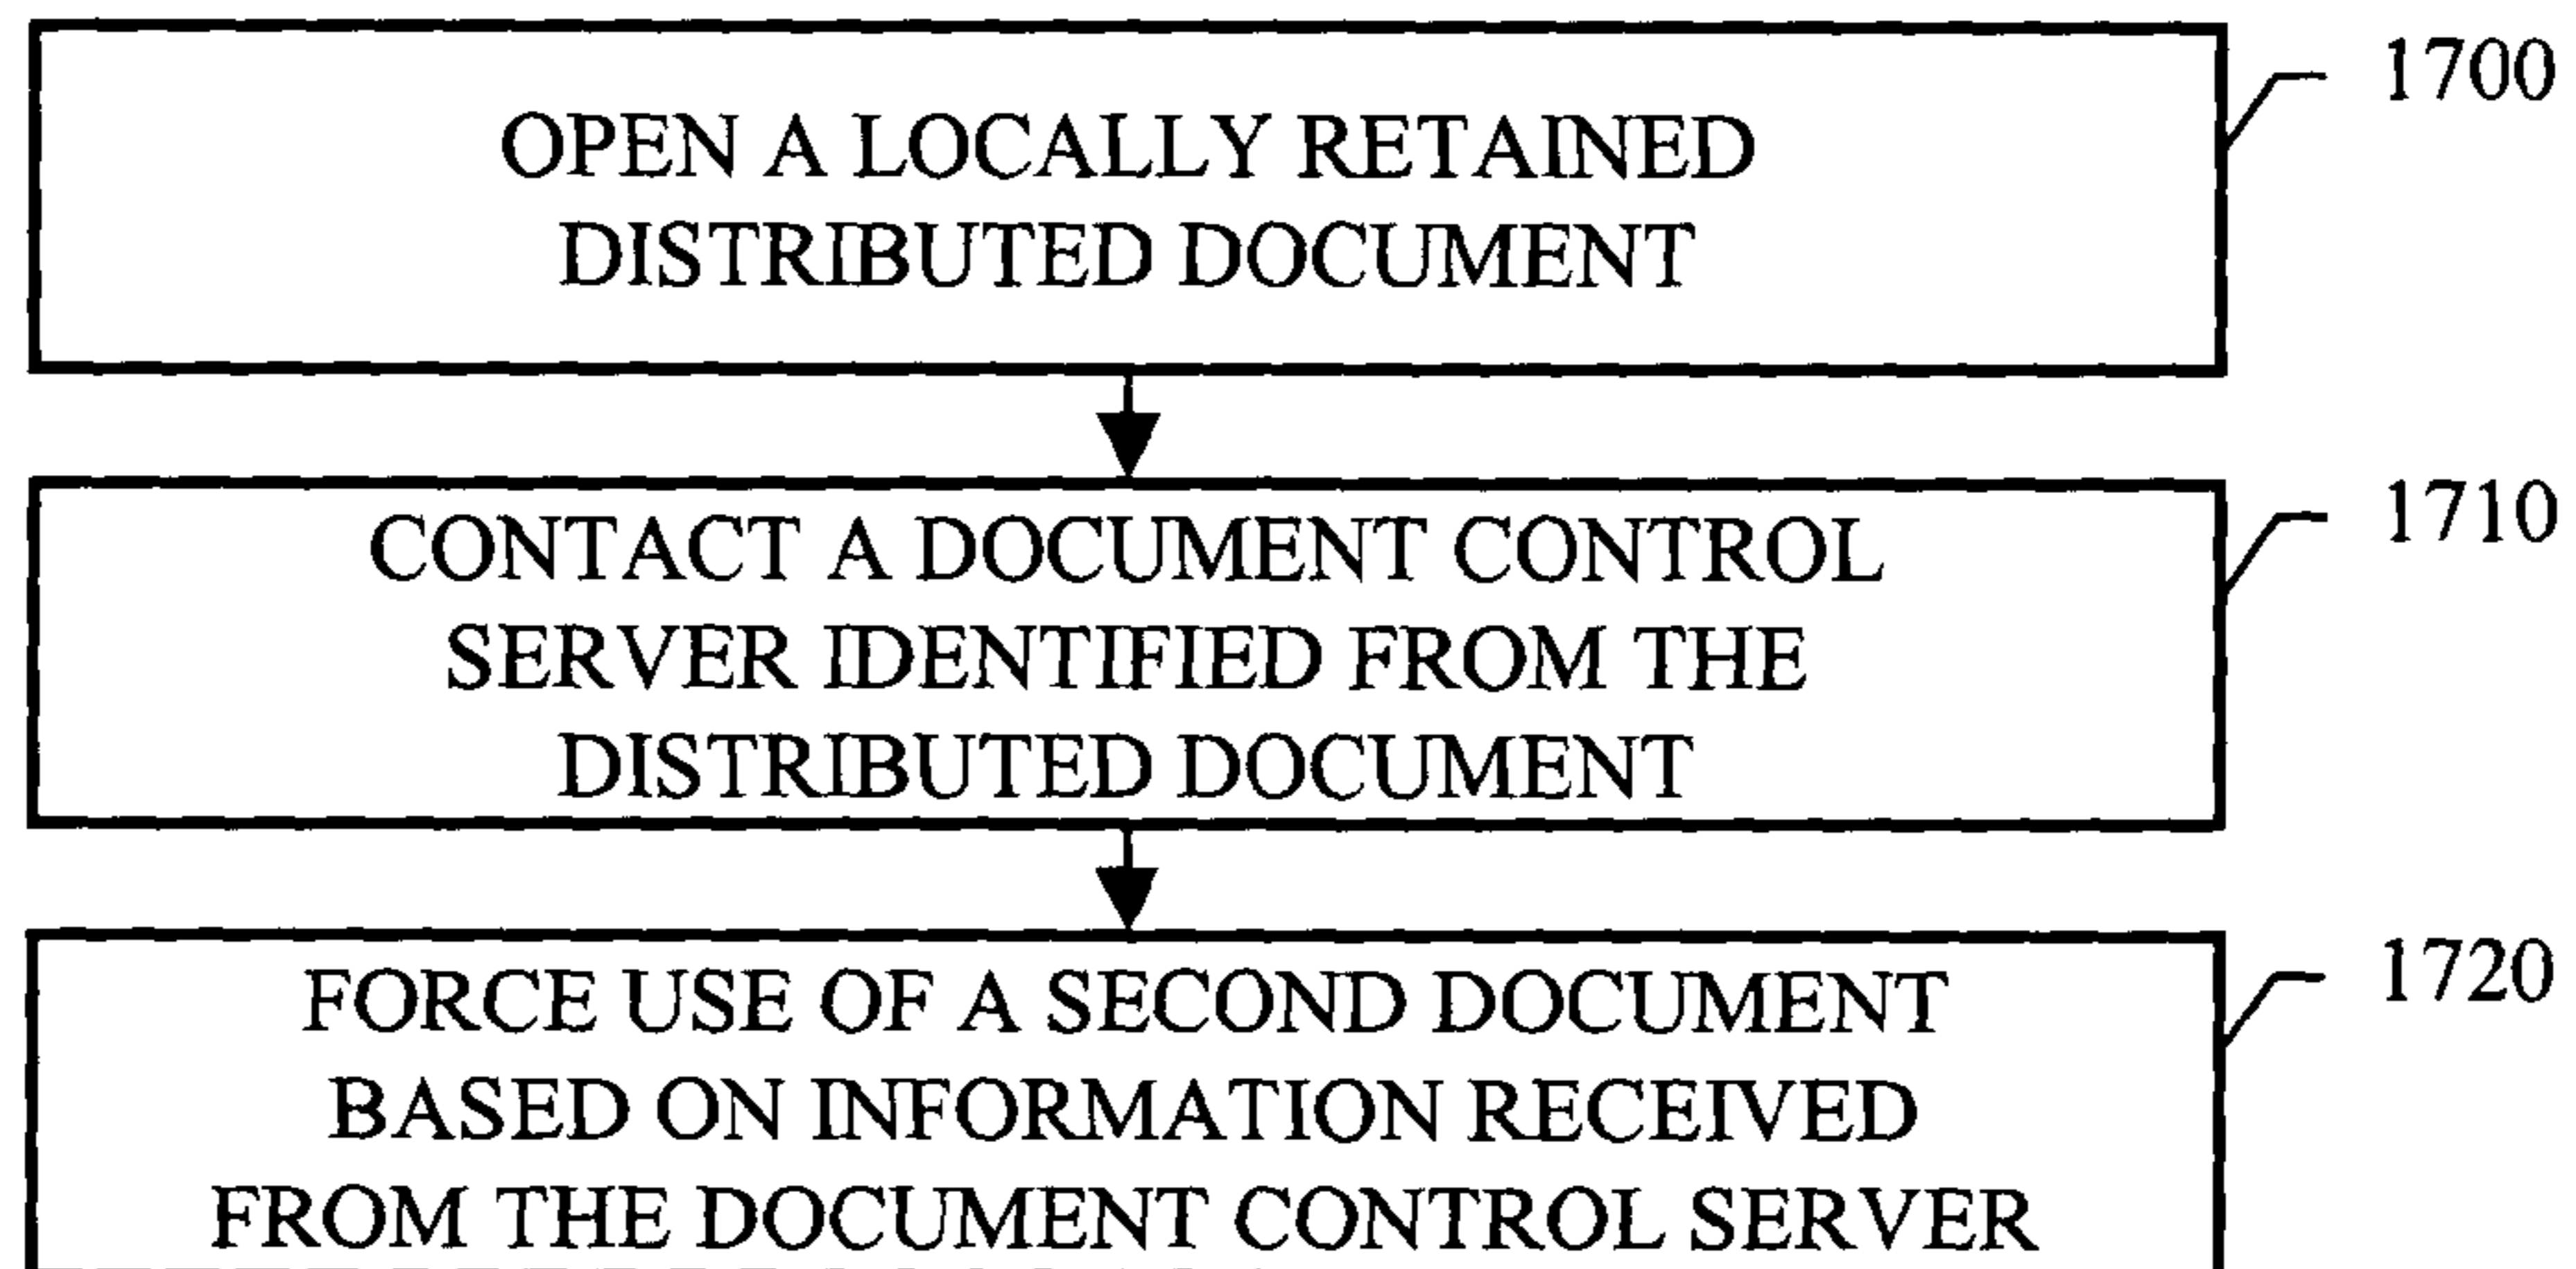 OPEN A LOCALLY RETAINED
DISTRIBUTED DOCUMENT
1700
CONTACT A DOCUMENT CONTROL
SERVER IDENTIFIED FROM THE
DISTRIBUTED DOCUMENT
1710
FORCE USE OF A SECOND DOCUMENT
BASED ON INFORMATION RECEIVED
FROM THE DOCUMENT CONTROL SERVER
1720